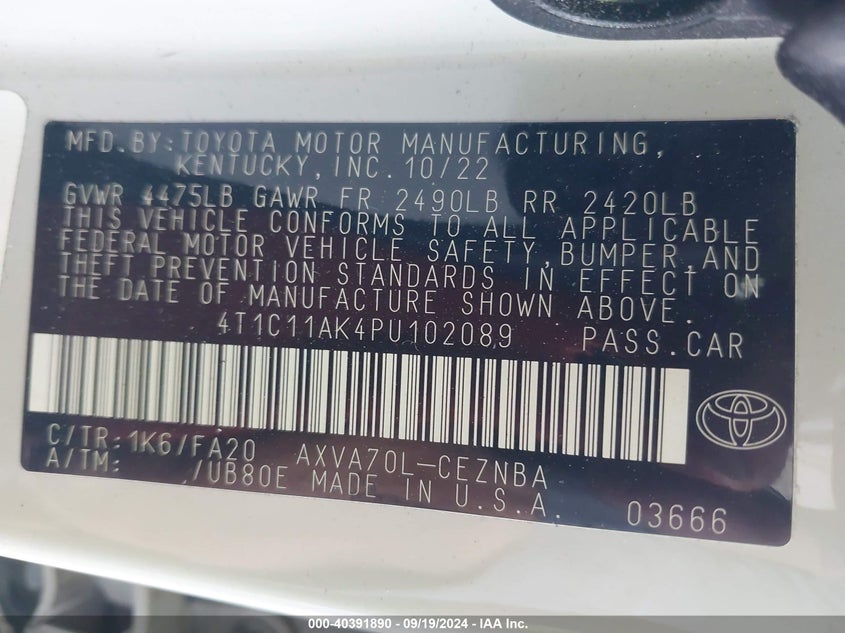 MFD.BY:TOYOTA MOTOR MANUFACTURING,
KENTUCKY,INC. 10/22
GVWR 4475LB GAWR FR 2490LB RR 2420LB
THIS VEHICLE CONFORMS TO ALL APPLICABLE
FEDERAL MOTOR VEHICLE SAFETY,BUMPER,AND
THEFT PREVENTION STANDARDS IN EFFECT ON
THE DATE OF MANUFACTURE SHOWN ABOVE.
4T1C11AK4PU102089 PASS.CAR
C/TR:1K6/FA20 AXVA70L-CEZNBA
A/TM: /UB80E MADE IN U.S.A. 03666
000-40391890 - 09/19/2024 - IAA Inc.